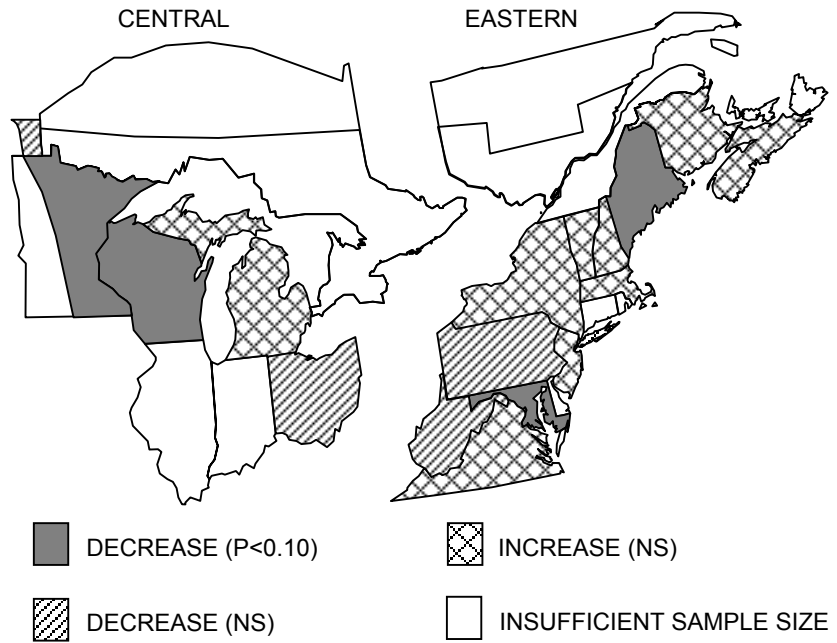 CENTRAL
EASTERN
DECREASE (P<0.10)
INCREASE (NS)
DECREASE (NS)
INSUFFICIENT SAMPLE SIZE